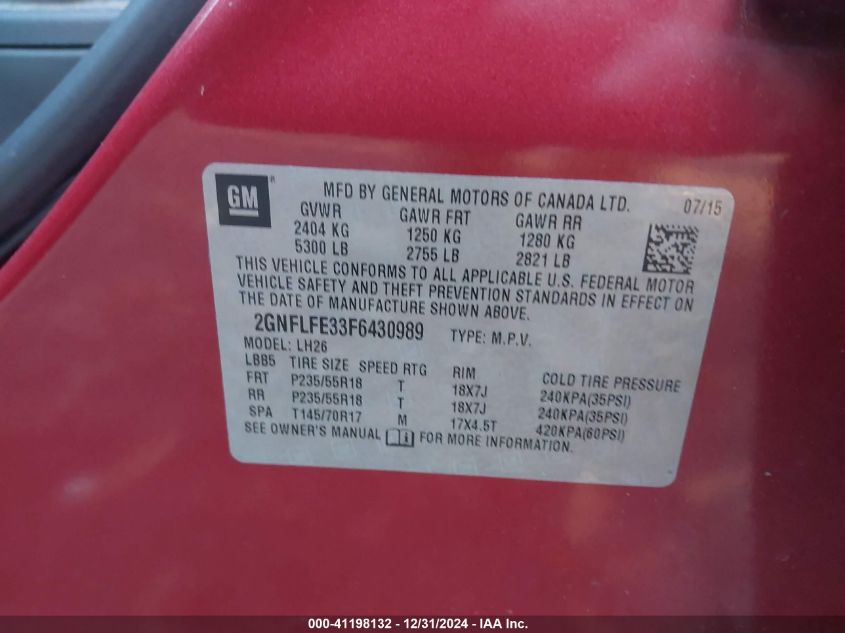 GM ®
MFD BY GENERAL MOTORS OF CANADA LTD. 07/15
GVWR GAWR FRT GAWR RR
2404 KG 1250 KG 1280 KG
5300 LB 2755 LB 2821 LB
THIS VEHICLE CONFORMS TO ALL APPLICABLE U.S. FEDERAL MOTOR
VEHICLE SAFETY AND THEFT PREVENTION STANDARDS IN EFFECT ON
THE DATE OF MANUFACTURE SHOWN ABOVE.
2GNFLFE33F6430989 TYPE: M.P.V.
MODEL: LH26
LBB5 TIRE SIZE SPEED RTG RIM COLD TIRE PRESSURE
FRT P235/55R18 T 18X7J 240KPA(35PSI)
RR P235/55R18 T 18X7J 240KPA(35PSI)
SPA T145/70R17 M 17X4.5T 420KPA(60PSI)
SEE OWNER'S MANUAL FOR MORE INFORMATION.
000-41198132 - 12/31/2024 - IAA Inc.